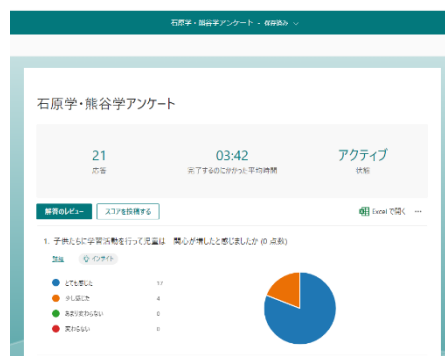 石原学・熊谷学アンケート - 保存済み
石原学・熊谷学アンケート
21
応答
03:42
完了するのにかかった平均時間
アクティブ
状態
解答のレビュー
スコアを投稿する
Excel で開く
1. 子供たちに学習活動を行って児童は 関心が増したと感じましたか (0 点数)
詳細
インサイト
とても感じた 17
少し感じた 4
あまり変わらない 0
変わらない 0